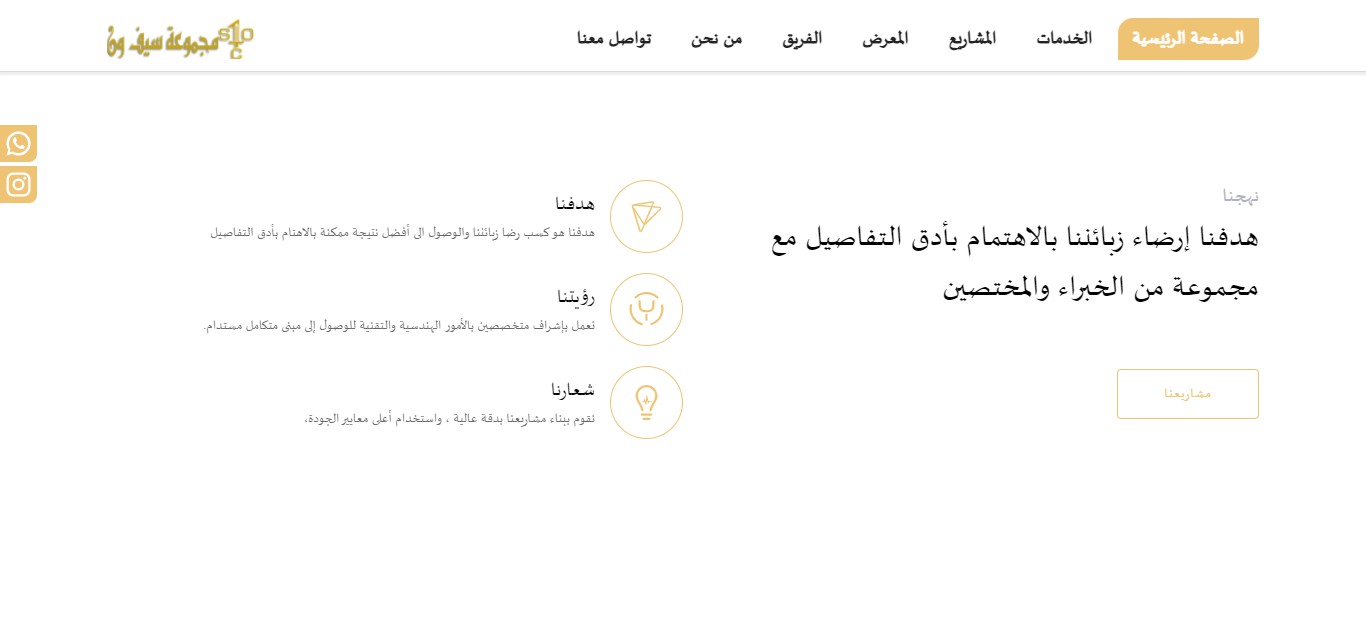 الصفحة الرئيسية
الخدمات
المشاريع
المعرض
الفريق
من نحن
تواصل معنا
مجموعة سيف ون
نهجنا
هدفنا إرضاء زبائننا بالاهتمام بأدق التفاصيل مع
مجموعة من الخبراء والمختصين
مشاريعنا
هدفنا
هدفنا هو كسب رضا زبائننا والوصول الى أفضل نتيجة ممكنة بالاهتام بأدق التفاصيل
رؤيتنا
نعمل بإشراف متخصصين بالأمور الهندسية والتقنية للوصول إلى مبنى متكامل مستدام.
شعارنا
نقوم ببناء مشاريعنا بدقة عالية ، واستخدام أعلى معايير الجودة،